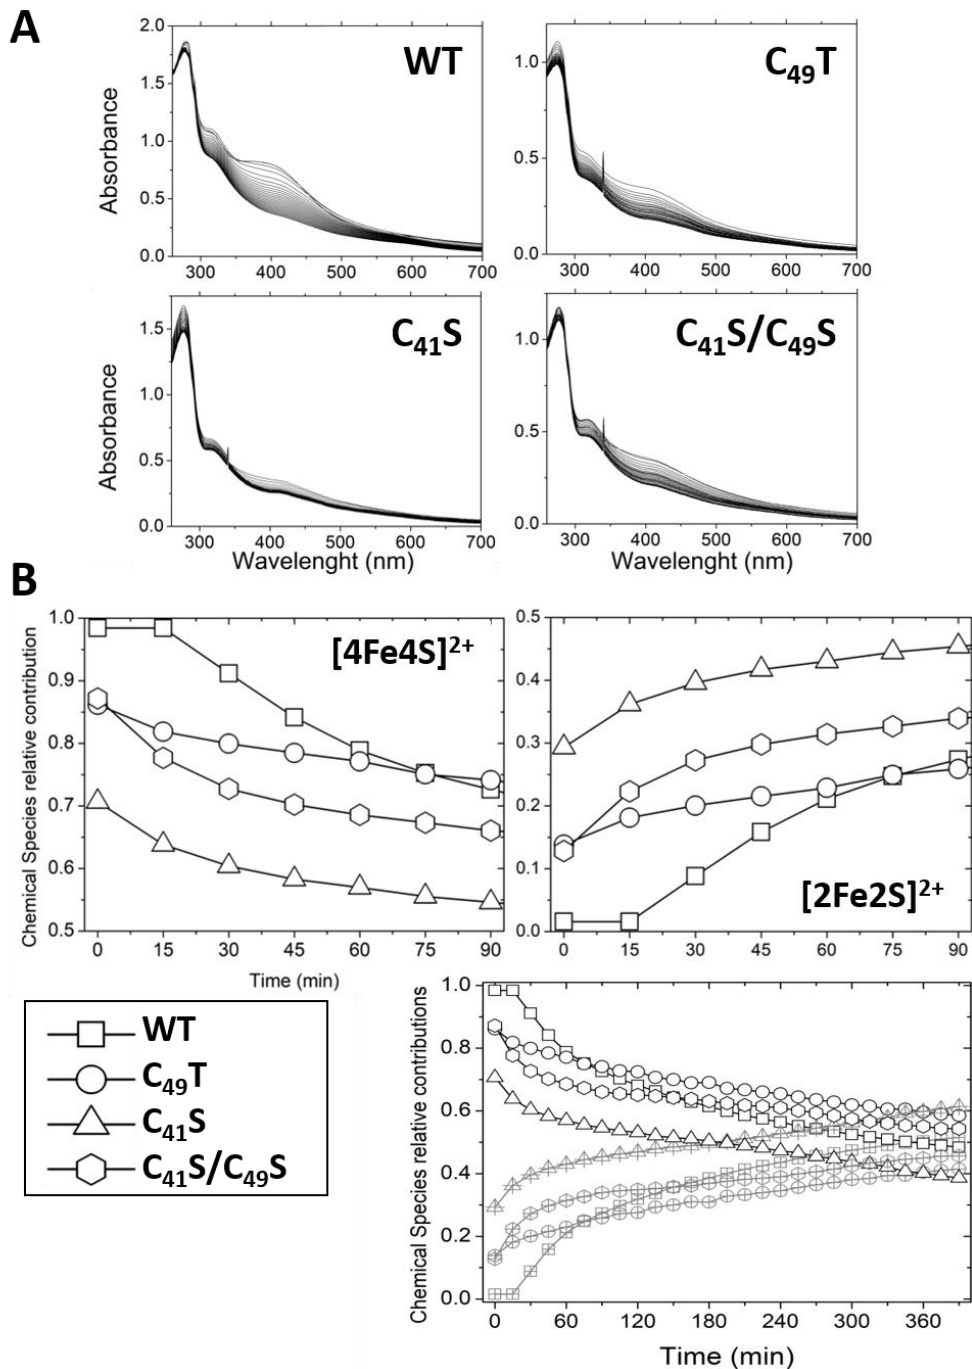 A
WT
C49T
2.0
1.5
1.0
0.5
0.0
Absorbance
300 400 500 600 700
1.0
0.5
0.0
300 400 500 600 700
C41S
C41S/C49S
1.5
1.0
0.5
0.0
Absorbance
300 400 500 600 700
Wavelenght (nm)
1.0
0.5
0.0
300 400 500 600 700
Wavelenght (nm)
B
[4Fe4S]2+
1.0
0.9
0.8
0.7
0.6
0.5
Chemical Species relative contribution
0 15 30 45 60 75 90
Time (min)
0.5
0.4
0.3
0.2
0.1
0.0
[2Fe2S]2+
0 15 30 45 60 75 90
WT
C49T
C41S
C41S/C49S
Chemical Species relative contributions
1.0
0.8
0.6
0.4
0.2
0.0
0 60 120 180 240 300 360
Time (min)